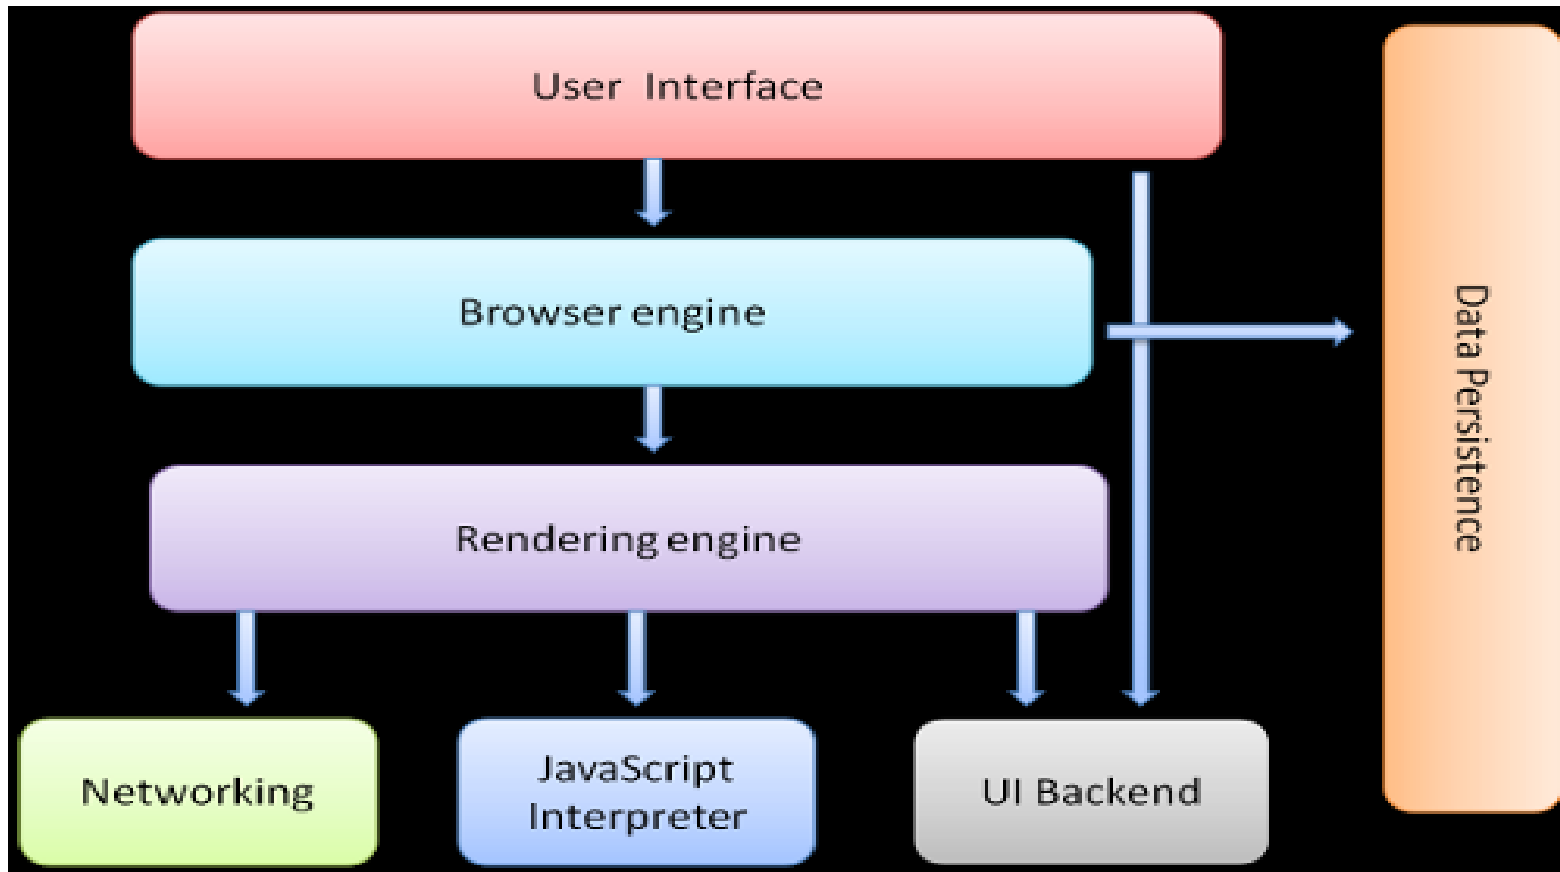 User Interface
Browser engine
Data Persistence
Rendering engine
Networking
JavaScript
Interpreter
UI Backend